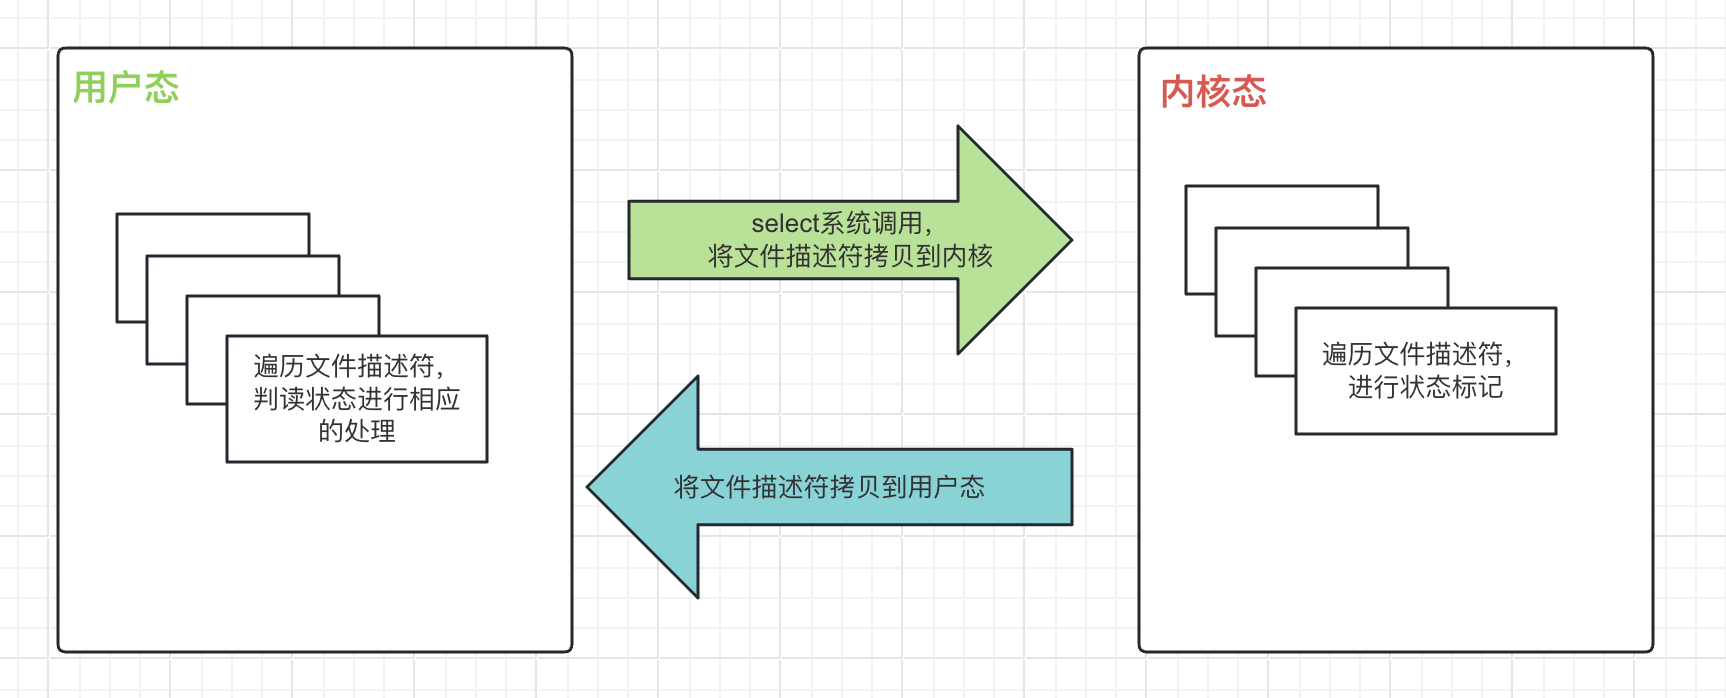 用户态
内核态
select系统调用，
将文件描述符拷贝到内核
遍历文件描述符，
判读状态进行相应
的处理
遍历文件描述符，
进行状态标记
将文件描述符拷贝到用户态